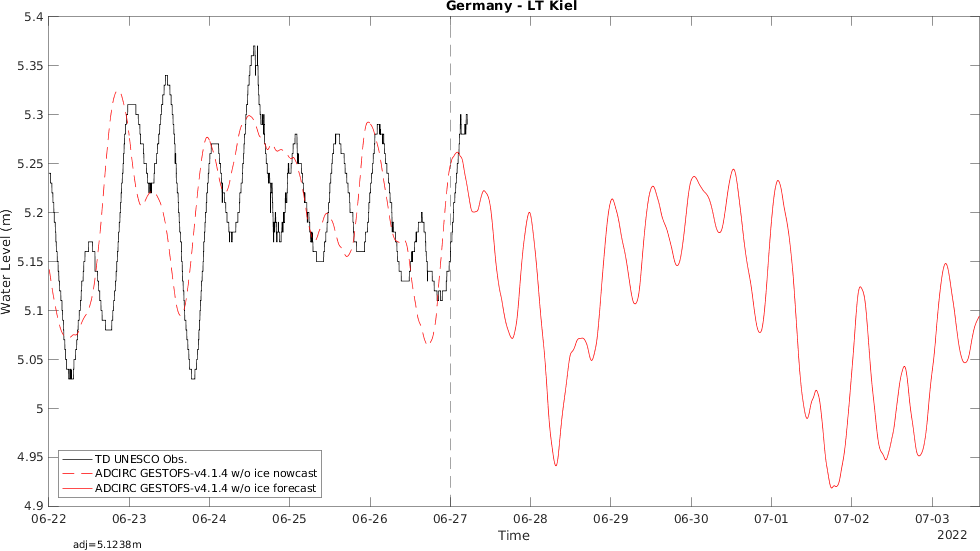 Germany - LT Kiel
Water Level (m)
5.4
5.35
5.3
5.25
5.2
5.15
5.1
5.05
5
4.95
4.9
TD UNESCO Obs.
ADCIRC GESTOFS-v4.1.4 w/o ice nowcast
ADCIRC GESTOFS-v4.1.4 w/o ice forecast
06-22 06-23 06-24 06-25 06-26 06-27 06-28 06-29 06-30 07-01 07-02 07-03
Time
2022
adj=5.1238m